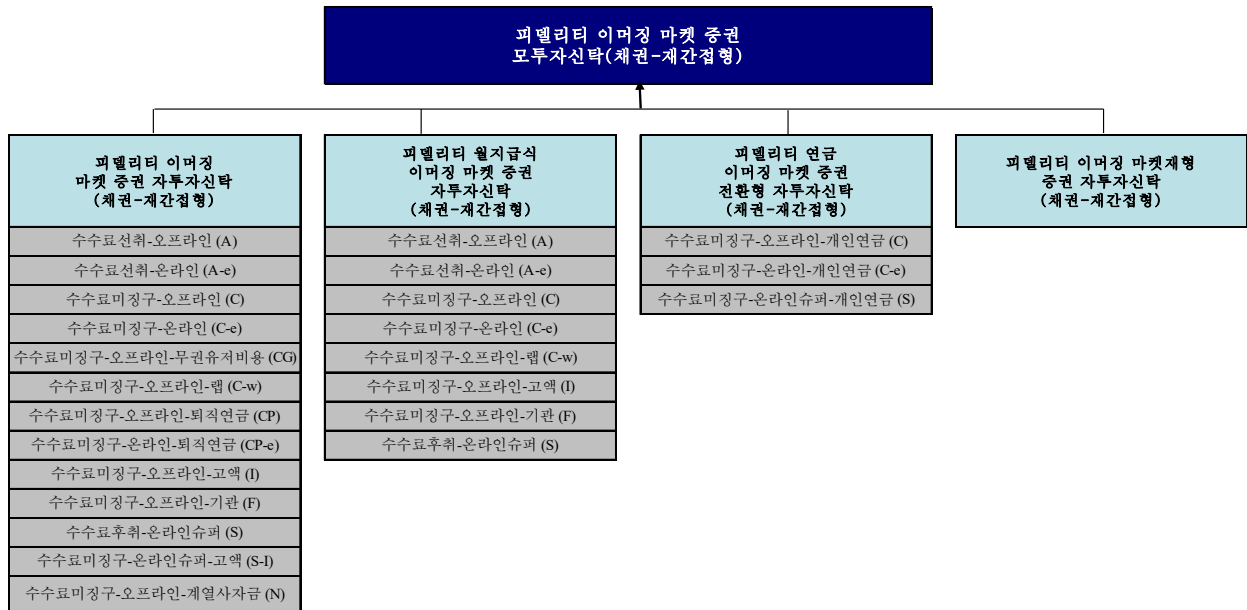 피델리티 이머징 마켓 증권
모투자신탁(채권-재간접형)
피델리티 이머징
마켓 증권 자투자신탁
(채권-재간접형)
수수료선취-오프라인 (A)
수수료선취-온라인 (A-e)
수수료미징구-오프라인 (C)
수수료미징구-온라인 (C-e)
수수료미징구-오프라인-무권유저비용 (CG)
수수료미징구-오프라인-랩 (C-w)
수수료미징구-오프라인-퇴직연금 (CP)
수수료미징구-온라인-퇴직연금 (CP-e)
수수료미징구-오프라인-고액 (I)
수수료미징구-오프라인-기관 (F)
수수료후취-온라인슈퍼 (S)
수수료미징구-온라인슈퍼-고액 (S-I)
수수료미징구-오프라인-계열사자금 (N)
피델리티 월지급식
이머징 마켓 증권
자투자신탁
(채권-재간접형)
수수료선취-오프라인 (A)
수수료선취-온라인 (A-e)
수수료미징구-오프라인 (C)
수수료미징구-온라인 (C-e)
수수료미징구-오프라인-랩 (C-w)
수수료미징구-오프라인-고액 (I)
수수료미징구-오프라인-기관 (F)
수수료후취-온라인슈퍼 (S)
피델리티 연금
이머징 마켓 증권
전환형 자투자신탁
(채권-재간접형)
수수료미징구-오프라인-개인연금 (C)
수수료미징구-온라인-개인연금 (C-e)
수수료미징구-온라인슈퍼-개인연금 (S)
피델리티 이머징 마켓재형
증권 자투자신탁
(채권-재간접형)